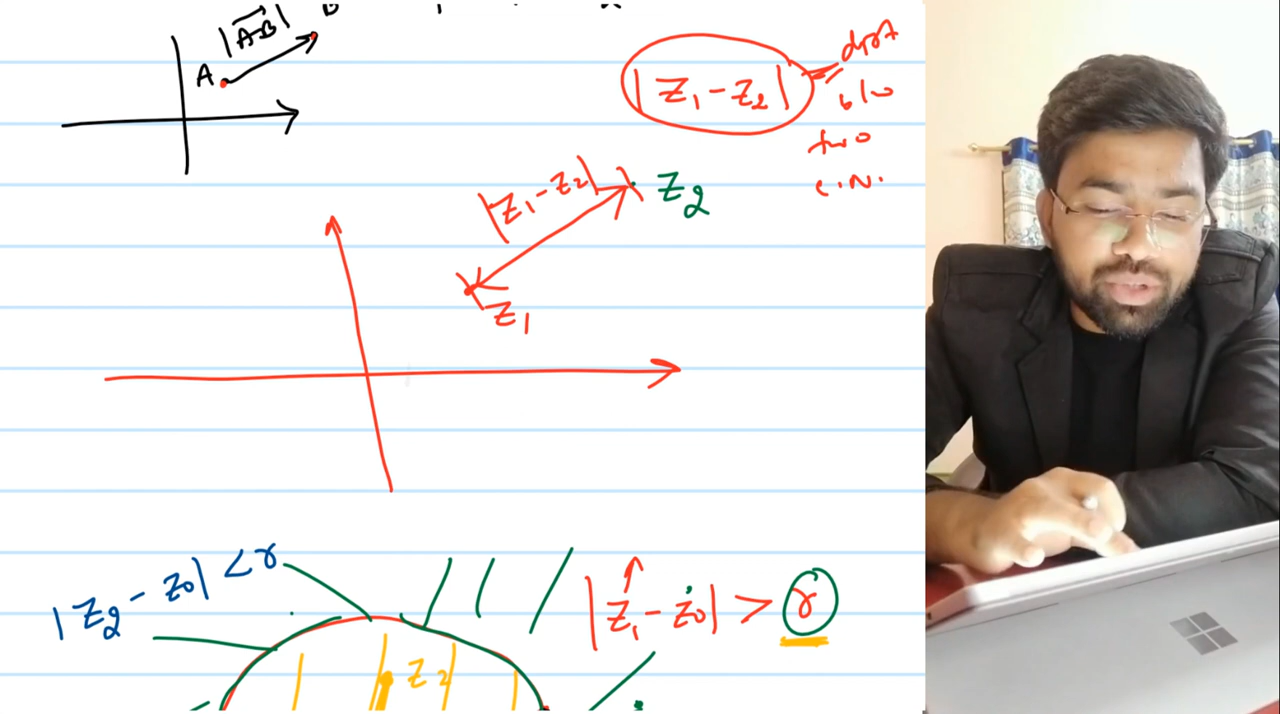 |AB|
A
|Z₁-Z₂|
dist
b/w
two
C.N.
|Z₁-Z₂|
Z₂
Z₁
|Z₂-Z₀| <r
|Z₁-Z₀| > r
Z₂